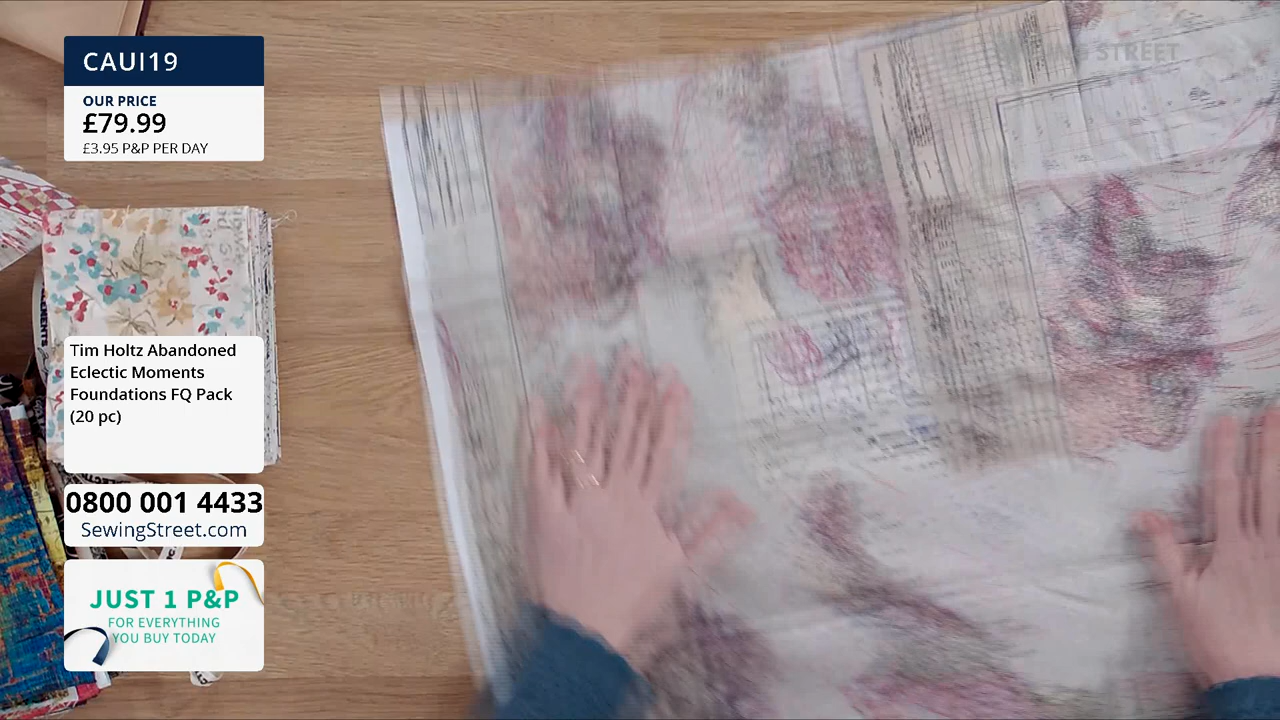 CAUI19
OUR PRICE
£79.99
£3.95 P&P PER DAY
STREET
Tim Holtz Abandoned
Eclectic Moments
Foundations FQ Pack
(20 pc)
0800 001 4433
SewingStreet.com
JUST 1 P&P
FOR EVERYTHING
YOU BUY TODAY